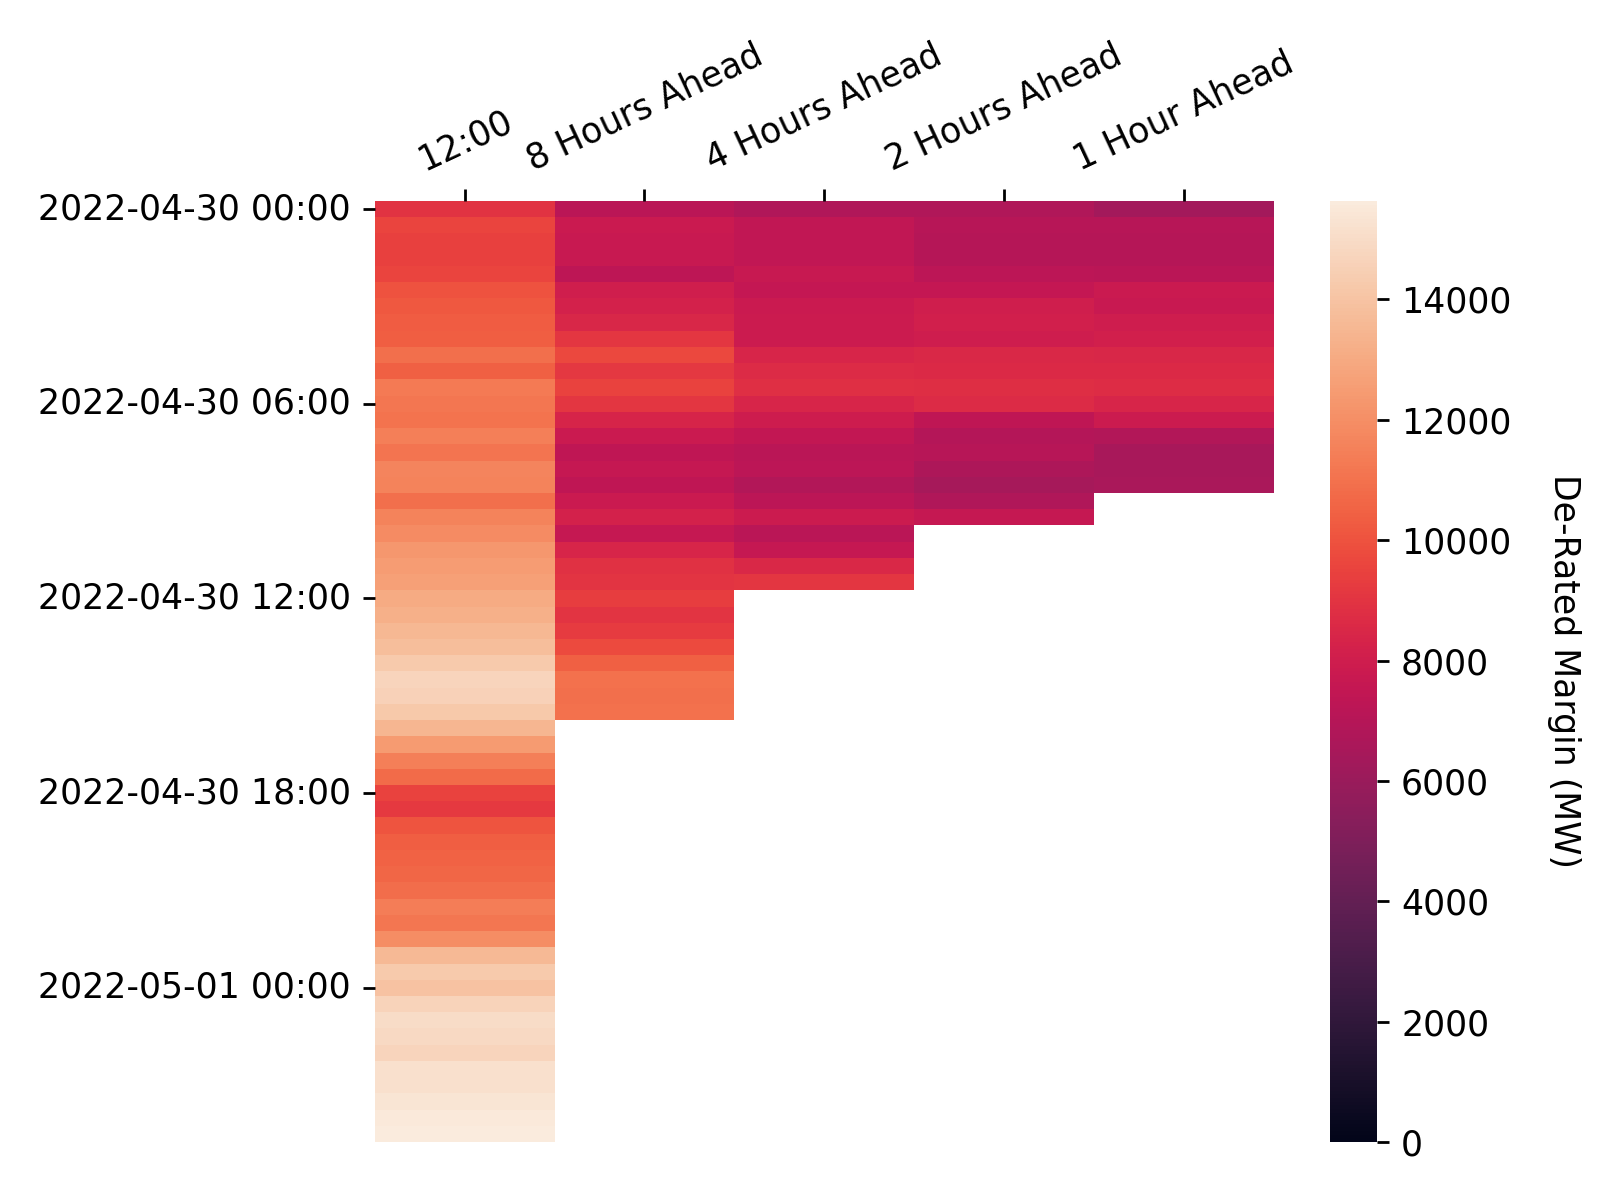 12:00
8 Hours Ahead
4 Hours Ahead
2 Hours Ahead
1 Hour Ahead
2022-04-30 00:00
2022-04-30 06:00
2022-04-30 12:00
2022-04-30 18:00
2022-05-01 00:00
14000
12000
10000
8000
6000
4000
2000
0
De-Rated Margin (MW)